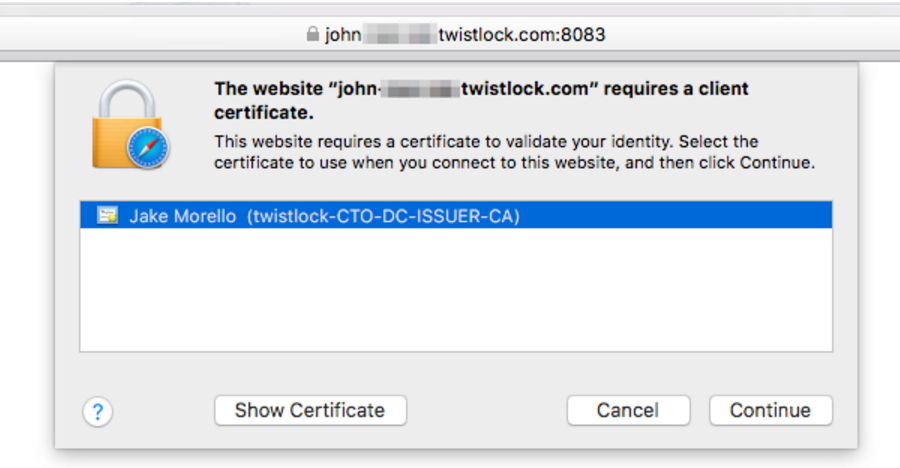 john twistlock.com:8083
The website “john- twistlock.com” requires a client
certificate.
This website requires a certificate to validate your identity. Select the
certificate to use when you connect to this website, and then click Continue.
Jake Morello (twistlock-CTO-DC-ISSUER-CA)
?
Show Certificate
Cancel
Continue